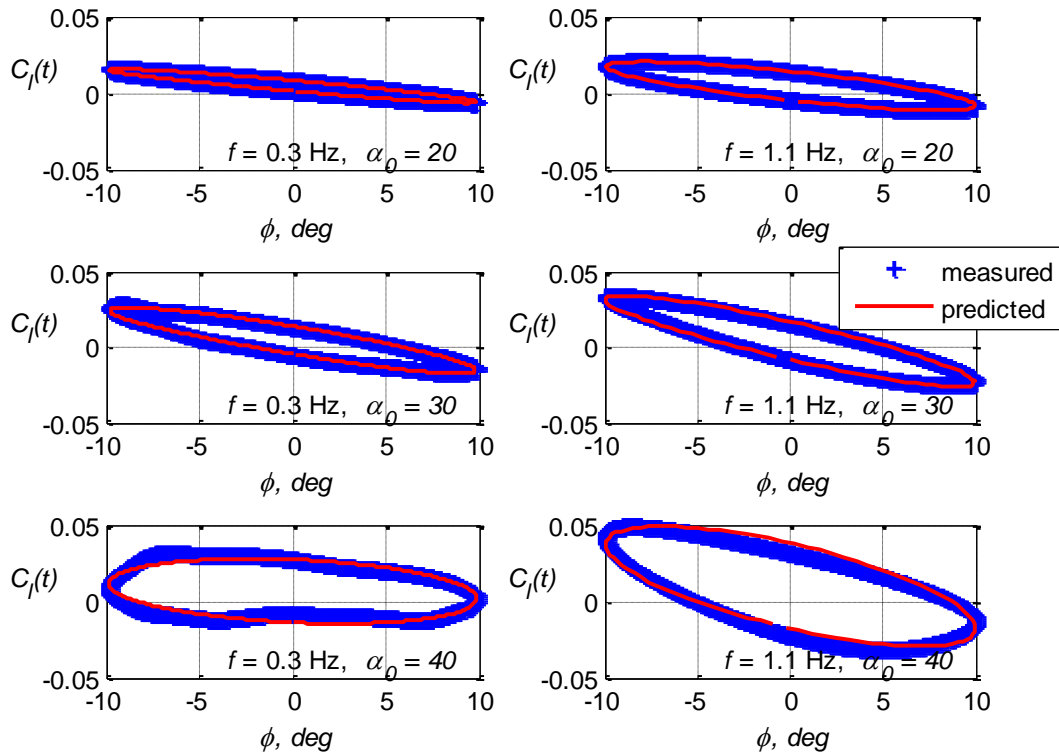 0.05 0.05
C_l(t) C_l(t)
0 0
f = 0.3 Hz, α_0 = 20 f = 1.1 Hz, α_0 = 20
-0.05 -0.05
-10 -5 0 5 10 -10 -5 0 5 10
ϕ, deg ϕ, deg
0.05 0.05
measured
C_l(t) C_l(t)
predicted
0 0
f = 0.3 Hz, α_0 = 30 f = 1.1 Hz, α_0 = 30
-0.05 -0.05
-10 -5 0 5 10 -10 -5 0 5 10
ϕ, deg ϕ, deg
0.05 0.05
C_l(t) C_l(t)
0 0
f = 0.3 Hz, α_0 = 40 f = 1.1 Hz, α_0 = 40
-0.05 -0.05
-10 -5 0 5 10 -10 -5 0 5 10
ϕ, deg ϕ, deg